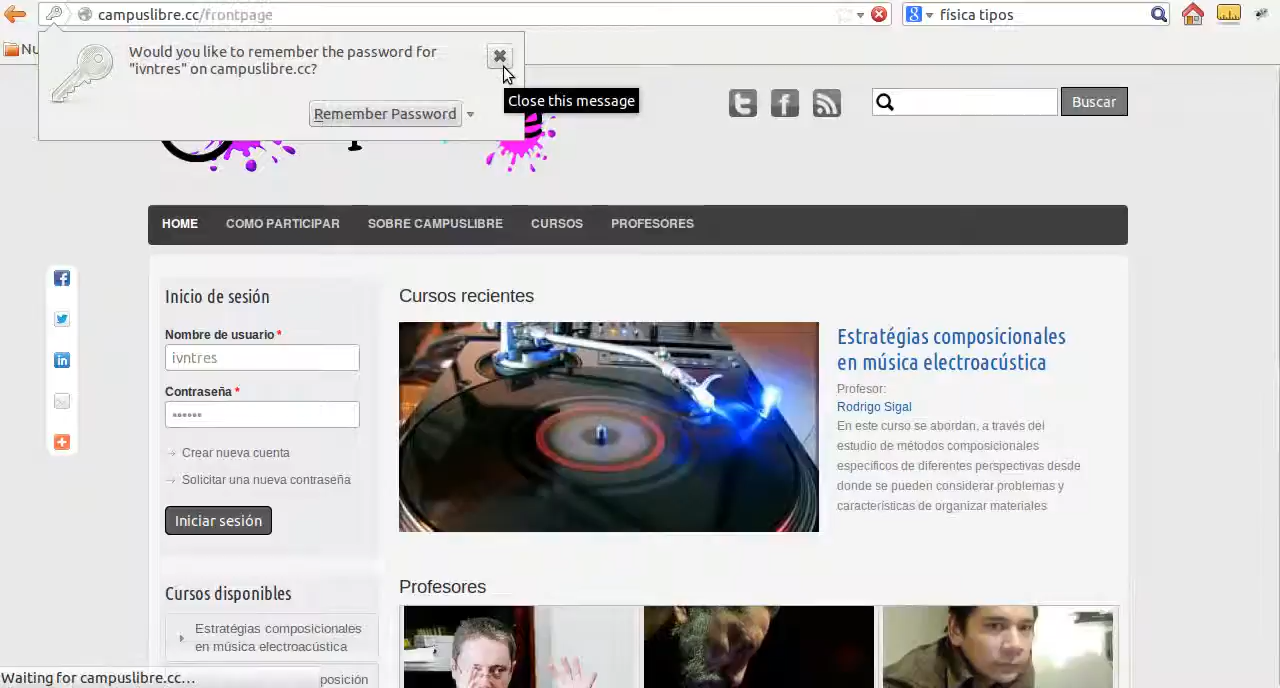 campuslibre.cc/frontpage
física tipos
Nu
Would you like to remember the password for
"ivntres" on campuslibre.cc?
Remember Password
Close this message
Buscar
HOME COMO PARTICIPAR SOBRE CAMPUSLIBRE CURSOS PROFESORES
Inicio de sesión
Nombre de usuario *
ivntres
Contraseña *
••••••
Crear nueva cuenta
Solicitar una nueva contraseña
Iniciar sesión
Cursos disponibles
Estratégias composicionales
en música electroacústica
posición
Cursos recientes
Estratégias composicionales
en música electroacústica
Profesor:
Rodrigo Sigal
En este curso se abordan, a través del
estudio de métodos composicionales
específicos de diferentes perspectivas desde
donde se pueden considerar problemas y
características de organizar materiales
Profesores
Waiting for campuslibre.cc...